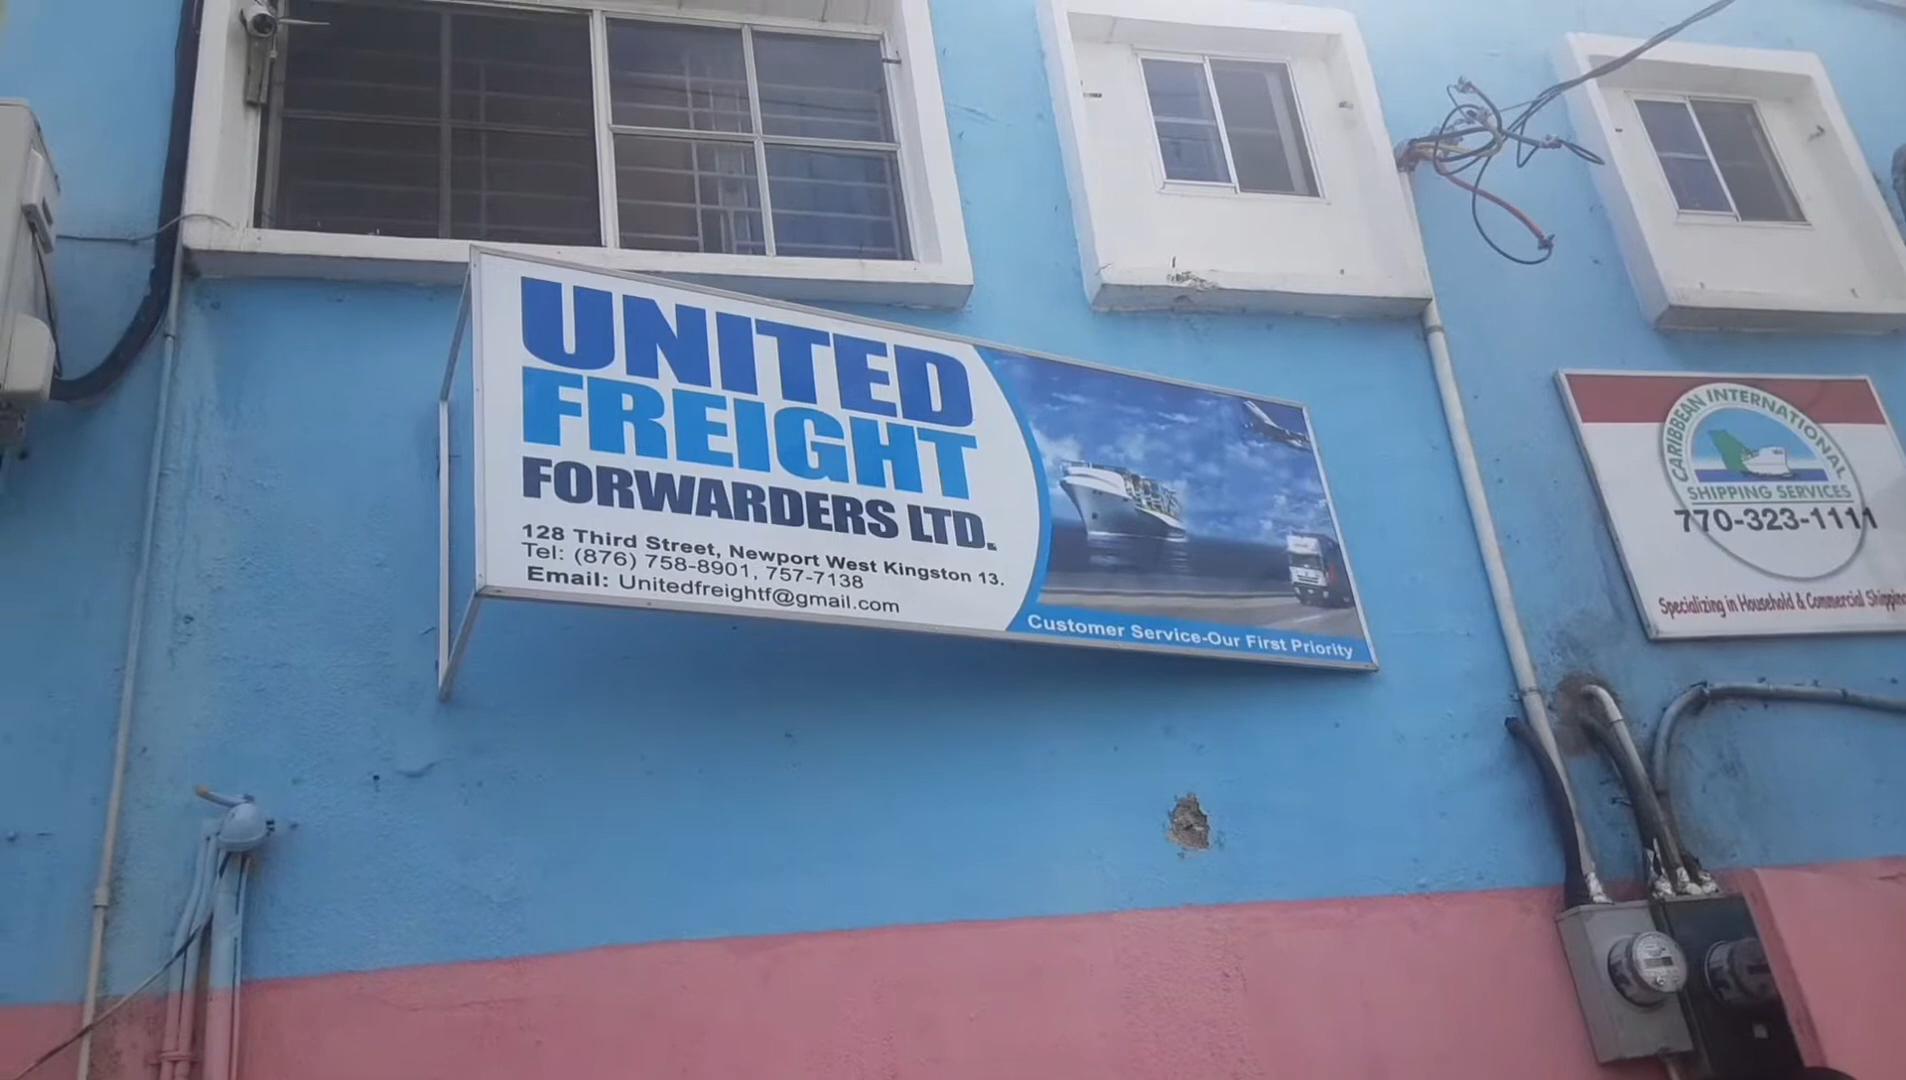 UNITED
FREIGHT
FORWARDERS LTD.
128 Third Street, Newport West Kingston 13.
Tel: (876) 758-8901, 757-7138
Email: Unitedfreightf@gmail.com
Customer Service-Our First Priority
CARIBBEAN INTERNATIONAL
SHIPPING SERVICES
770-323-1111
Specializing in Household & Commercial Shipping